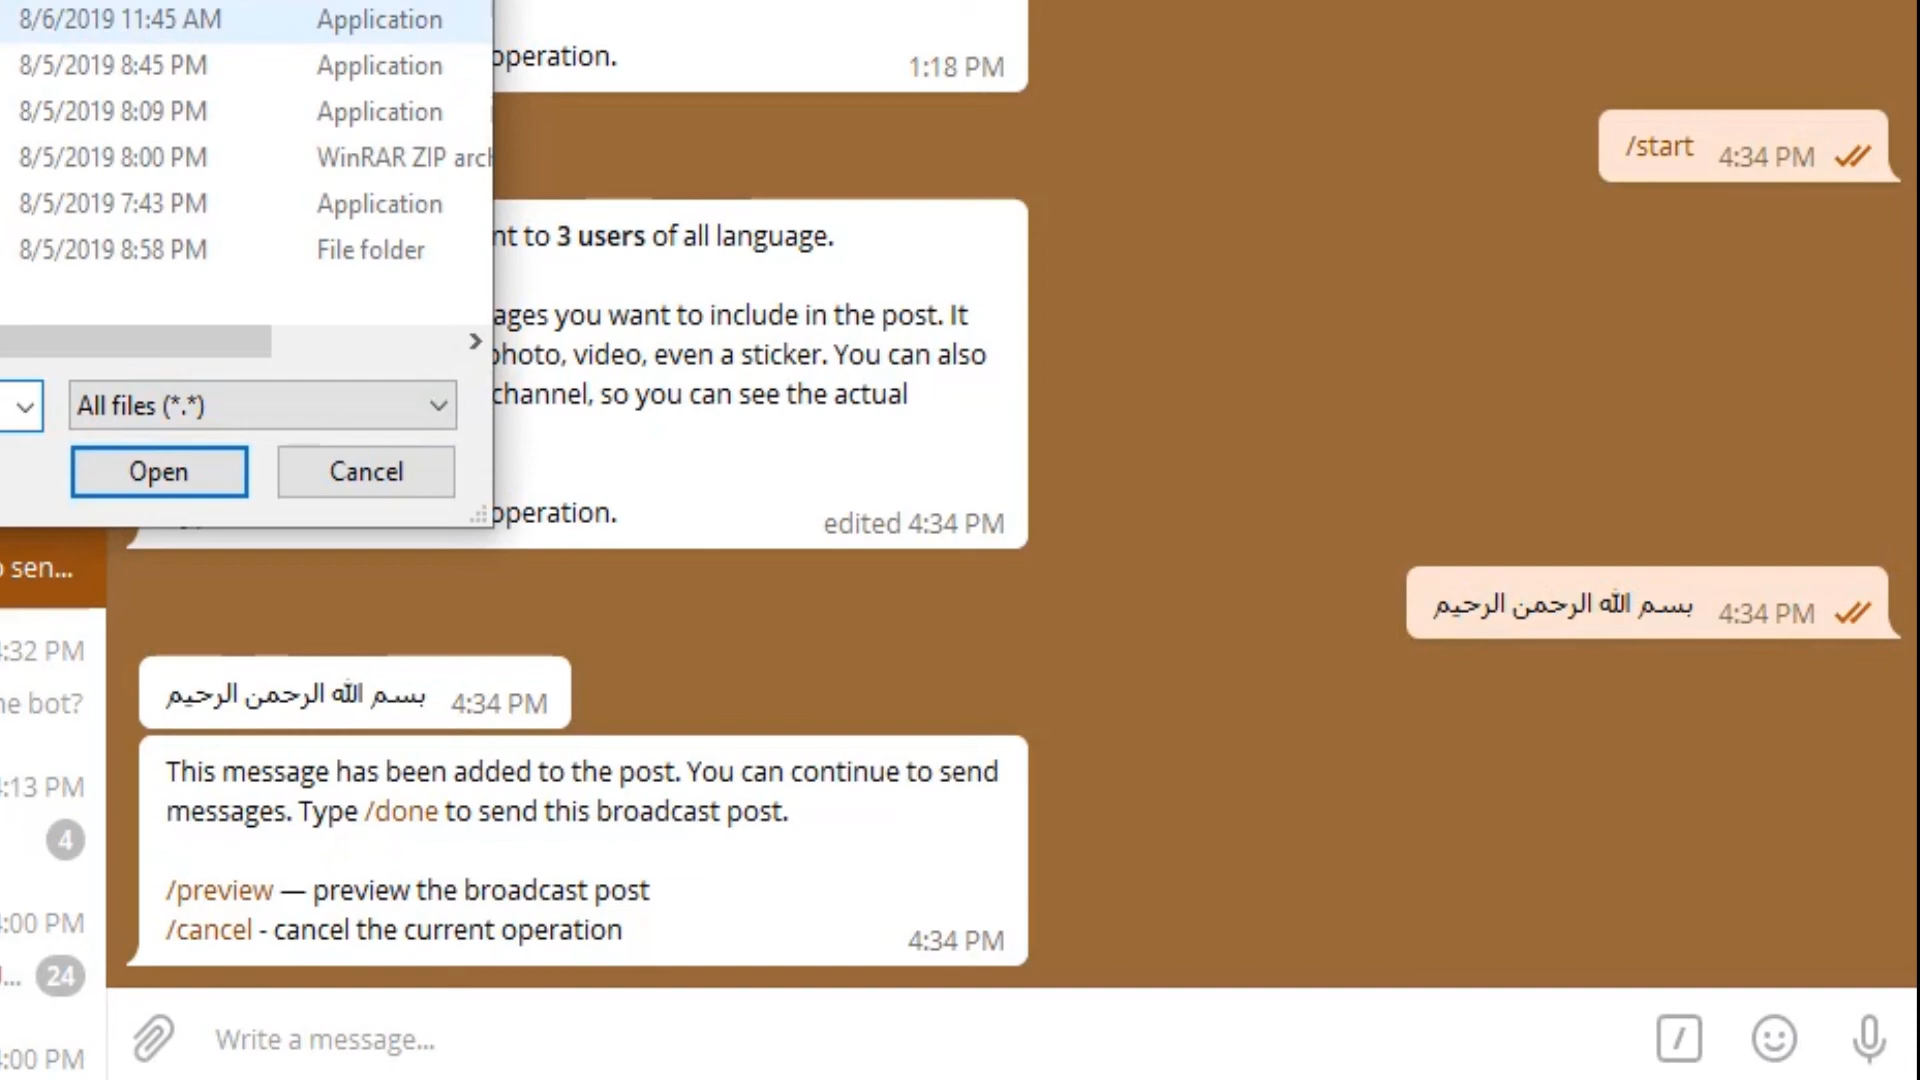 8/6/2019 11:45 AM Application
8/5/2019 8:45 PM Application
8/5/2019 8:09 PM Application
8/5/2019 8:00 PM WinRAR ZIP arch
8/5/2019 7:43 PM Application
8/5/2019 8:58 PM File folder
All files (*.*)
Open Cancel
operation.
1:18 PM
/start 4:34 PM
nt to 3 users of all language.
ages you want to include in the post. It
photo, video, even a sticker. You can also
channel, so you can see the actual
operation.
edited 4:34 PM
بسم الله الرحمن الرحيم 4:34 PM
بسم الله الرحمن الرحيم 4:34 PM
This message has been added to the post. You can continue to send
messages. Type /done to send this broadcast post.
/preview — preview the broadcast post
/cancel - cancel the current operation
4:34 PM
o sen...
:32 PM
he bot?
:13 PM
4
:00 PM
24
:00 PM
Write a message...